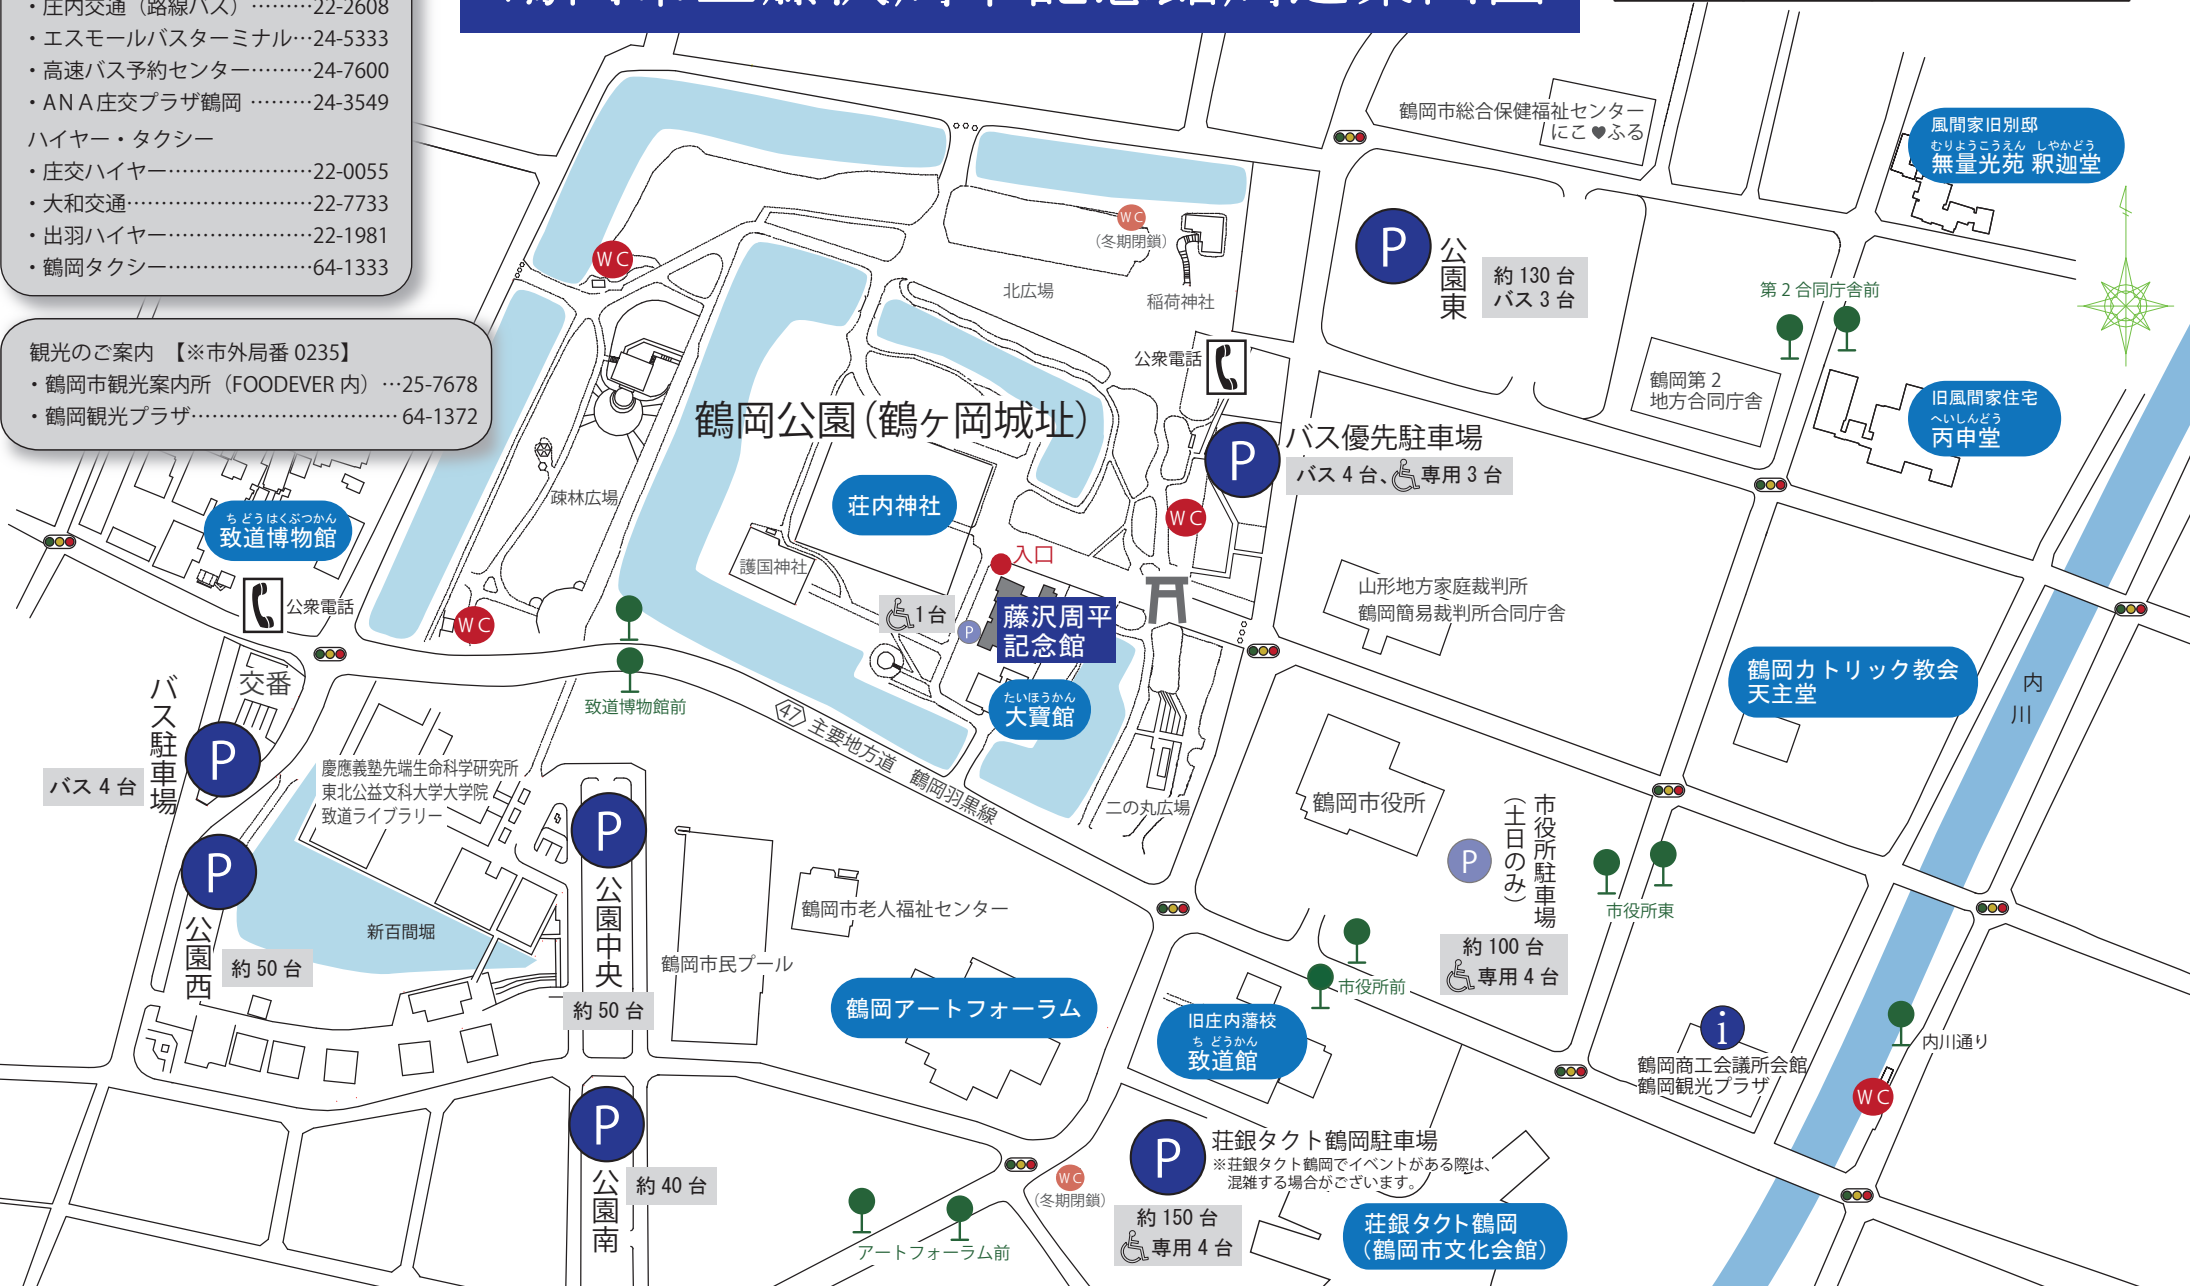 ・庄内交通（路線バス）………22-2608
・エスモールバスターミナル…24-5333
・高速バス予約センター………24-7600
・ANA庄交プラザ鶴岡 ………24-3549
ハイヤー・タクシー
・庄交ハイヤー…………………22-0055
・大和交通………………………22-7733
・出羽ハイヤー…………………22-1981
・鶴岡タクシー…………………64-1333
観光のご案内 【※市外局番 0235】
・鶴岡市観光案内所（FOODEVER 内）…25-7678
・鶴岡観光プラザ…………………………64-1372
鶴岡市総合保健福祉センター
にこ♥ふる
風間家旧別邸
むりようこうえん しやかどう
無量光苑 釈迦堂
WC
（冬期閉鎖）
WC
北広場
稲荷神社
P
公園東
約 130 台
バス 3 台
第 2 合同庁舎前
公衆電話
鶴岡第 2
地方合同庁舎
旧風間家住宅
へいしんどう
丙申堂
鶴岡公園（鶴ヶ岡城址）
P
バス優先駐車場
バス 4 台、専用 3 台
WC
疎林広場
荘内神社
ちどうはくぶつかん
致道博物館
公衆電話
護国神社
入口
1台
P
藤沢周平
記念館
たいほうかん
大寶館
山形地方家庭裁判所
鶴岡簡易裁判所合同庁舎
WC
交番
致道博物館前
47
主要地方道 鶴岡羽黒線
鶴岡カトリック教会
天主堂
内川
バス駐車場
P
バス 4 台
慶應義塾先端生命科学研究所
東北公益文科大学大学院
致道ライブラリー
二の丸広場
鶴岡市役所
P
市役所駐車場
（土日のみ）
約 100 台
専用 4 台
市役所東
P
公園西
約 50 台
新百間堀
P
公園中央
約 50 台
鶴岡市民プール
鶴岡市老人福祉センター
鶴岡アートフォーラム
市役所前
旧庄内藩校
ちどうかん
致道館
i
鶴岡商工会議所会館
鶴岡観光プラザ
内川通り
WC
P
公園南
約 40 台
アートフォーラム前
WC
（冬期閉鎖）
P
荘銀タクト鶴岡駐車場
※荘銀タクト鶴岡でイベントがある際は、
混雑する場合がございます。
約 150 台
専用 4 台
荘銀タクト鶴岡
（鶴岡市文化会館）